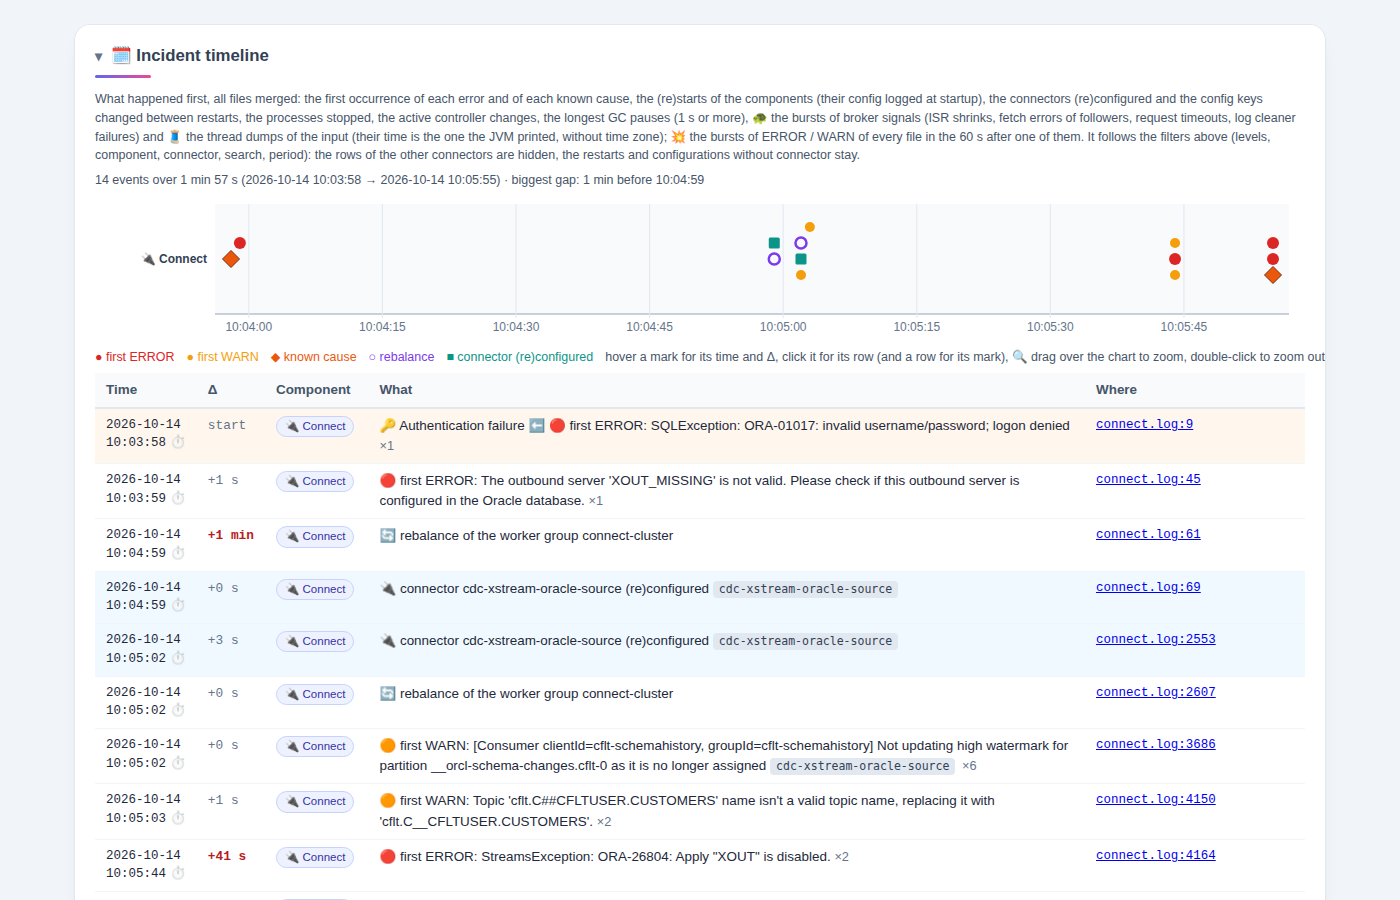 ▼ 🗓️ Incident timeline
What happened first, all files merged: the first occurrence of each error and of each known cause, the (re)starts of the components (their config logged at startup), the connectors (re)configured and the config keys
changed between restarts, the processes stopped, the active controller changes, the longest GC pauses (1 s or more), 🐢 the bursts of broker signals (ISR shrinks, fetch errors of followers, request timeouts, log cleaner
failures) and 🧵 the thread dumps of the input (their time is the one the JVM printed, without time zone); 💥 the bursts of ERROR / WARN of every file in the 60 s after one of them. It follows the filters above (levels,
component, connector, search, period): the rows of the other connectors are hidden, the restarts and configurations without connector stay.
14 events over 1 min 57 s (2026-10-14 10:03:58 → 2026-10-14 10:05:55) · biggest gap: 1 min before 10:04:59
🔌 Connect
10:04:00 10:04:15 10:04:30 10:04:45 10:05:00 10:05:15 10:05:30 10:05:45
● first ERROR ● first WARN ◆ known cause ○ rebalance ■ connector (re)configured hover a mark for its time and Δ, click it for its row (and a row for its mark), 🔍 drag over the chart to zoom, double-click to zoom out
Time Δ Component What Where
2026-10-14 start 🔌 Connect 🔑 Authentication failure ⬅️ 🔴 first ERROR: SQLException: ORA-01017: invalid username/password; logon denied connect.log:9
10:03:58 ⏱️ ×1
2026-10-14 +1 s 🔌 Connect 🔴 first ERROR: The outbound server 'XOUT_MISSING' is not valid. Please check if this outbound server is connect.log:45
10:03:59 ⏱️ configured in the Oracle database. ×1
2026-10-14 +1 min 🔌 Connect 🔄 rebalance of the worker group connect-cluster connect.log:61
10:04:59 ⏱️
2026-10-14 +0 s 🔌 Connect 🔌 connector cdc-xstream-oracle-source (re)configured cdc-xstream-oracle-source connect.log:69
10:04:59 ⏱️
2026-10-14 +3 s 🔌 Connect 🔌 connector cdc-xstream-oracle-source (re)configured cdc-xstream-oracle-source connect.log:2553
10:05:02 ⏱️
2026-10-14 +0 s 🔌 Connect 🔄 rebalance of the worker group connect-cluster connect.log:2607
10:05:02 ⏱️
2026-10-14 +0 s 🔌 Connect 🟠 first WARN: [Consumer clientId=cflt-schemahistory, groupId=cflt-schemahistory] Not updating high watermark for connect.log:3686
10:05:02 ⏱️ partition __orcl-schema-changes.cflt-0 as it is no longer assigned cdc-xstream-oracle-source ×6
2026-10-14 +1 s 🔌 Connect 🟠 first WARN: Topic 'cflt.C##CFLTUSER.CUSTOMERS' name isn't a valid topic name, replacing it with connect.log:4150
10:05:03 ⏱️ 'cflt.C__CFLTUSER.CUSTOMERS'. ×2
2026-10-14 +41 s 🔌 Connect 🔴 first ERROR: StreamsException: ORA-26804: Apply "XOUT" is disabled. ×2 connect.log:4164
10:05:44 ⏱️